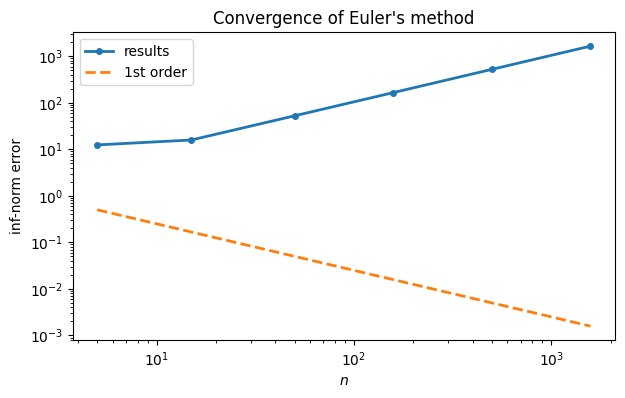 Convergence of Euler's method
results
1st order
inf-norm error
10³
10²
10¹
10⁰
10⁻¹
10⁻²
10⁻³
10¹ 10² 10³
n